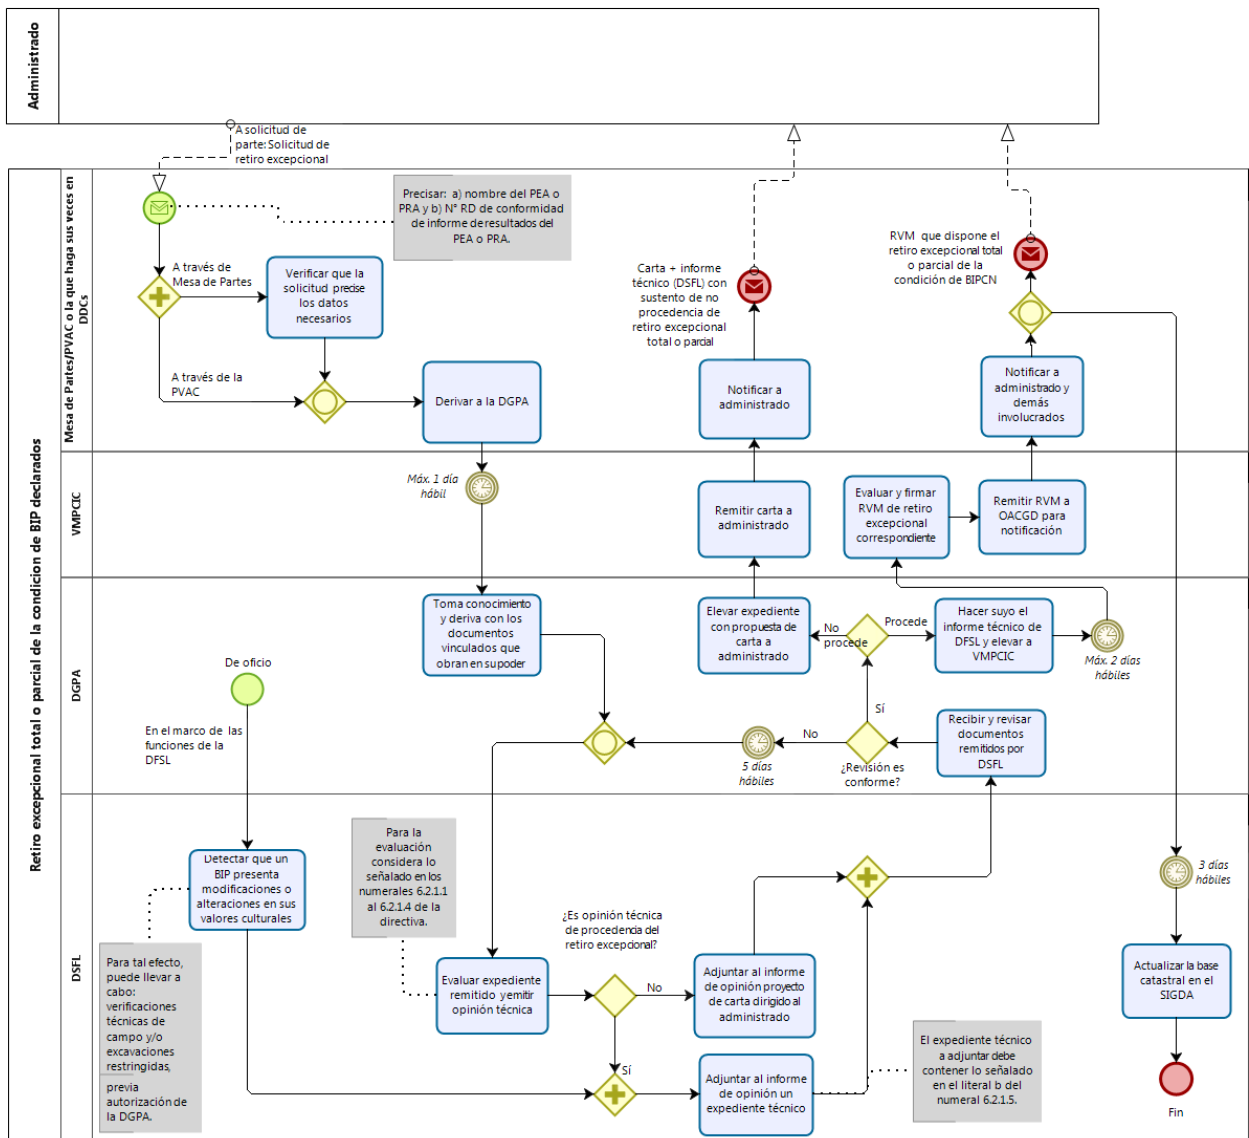 Administrado
A solicitud de
parte: Solicitud de
retiro excepcional
Retiro excepcional total o parcial de la condicion de BIP declarados
Mesa de Partes/PVAC o la que haga sus veces en
DDCs
Precisar:  a) nombre del PEA o
PRA y b) N° RD de conformidad
de informe de resultados del
PEA o PRA.
A través de
Mesa de Partes
Verificar que la
solicitud precise
los datos
necesarios
A través de la
PVAC
Derivar a la DGPA
Carta + informe
técnico (DSFL) con
sustento de no
procedencia de
retiro excepcional
total o parcial
RVM  que dispone el
retiro excepcional total
o parcial de la
condición de BIPCN
Notificar a
administrado
Notificar a
administrado y
demás
involucrados
VMPCIC
Máx. 1 día
hábil
Remitir carta a
administrado
Evaluar y firmar
RVM de retiro
excepcional
correspondiente
Remitir RVM a
OACGD para
notificación
DGPA
Toma conocimiento
y deriva con los
documentos
vinculados que
obran en su poder
Elevar expediente
con propuesta de
carta a
administrado
No
procede
Procede
Hacer suyo el
informe técnico de
DFSL y elevar a
VMPCIC
Máx. 2 días
hábiles
De oficio
En el marco de  las
funciones de la
DFSL
Sí
No
5 días
hábiles
¿Revisión es
conforme?
Recibir y revisar
documentos
remitidos por
DSFL
DSFL
Detectar que un
BIP presenta
modificaciones o
alteraciones en sus
valores culturales
Para tal efecto,
puede llevar a
cabo:
verificaciones
técnicas de
campo y/o
excavaciones
restringidas,
previa
autorización de
la DGPA.
Para la
evaluación
considera lo
señalado en los
numerales 6.2.1.1
al 6.2.1.4 de la
directiva.
¿Es opinión técnica
de procedencia del
retiro excepcional?
Evaluar expediente
remitido y emitir
opinión técnica
No
Adjuntar al informe
de opinión proyecto
de carta dirigido al
administrado
Sí
Adjuntar al informe
de opinión un
expediente técnico
El expediente técnico
a adjuntar debe
contener lo señalado
en el literal b del
numeral 6.2.1.5.
3 días
hábiles
Actualizar la base
catastral en el
SIGDA
Fin